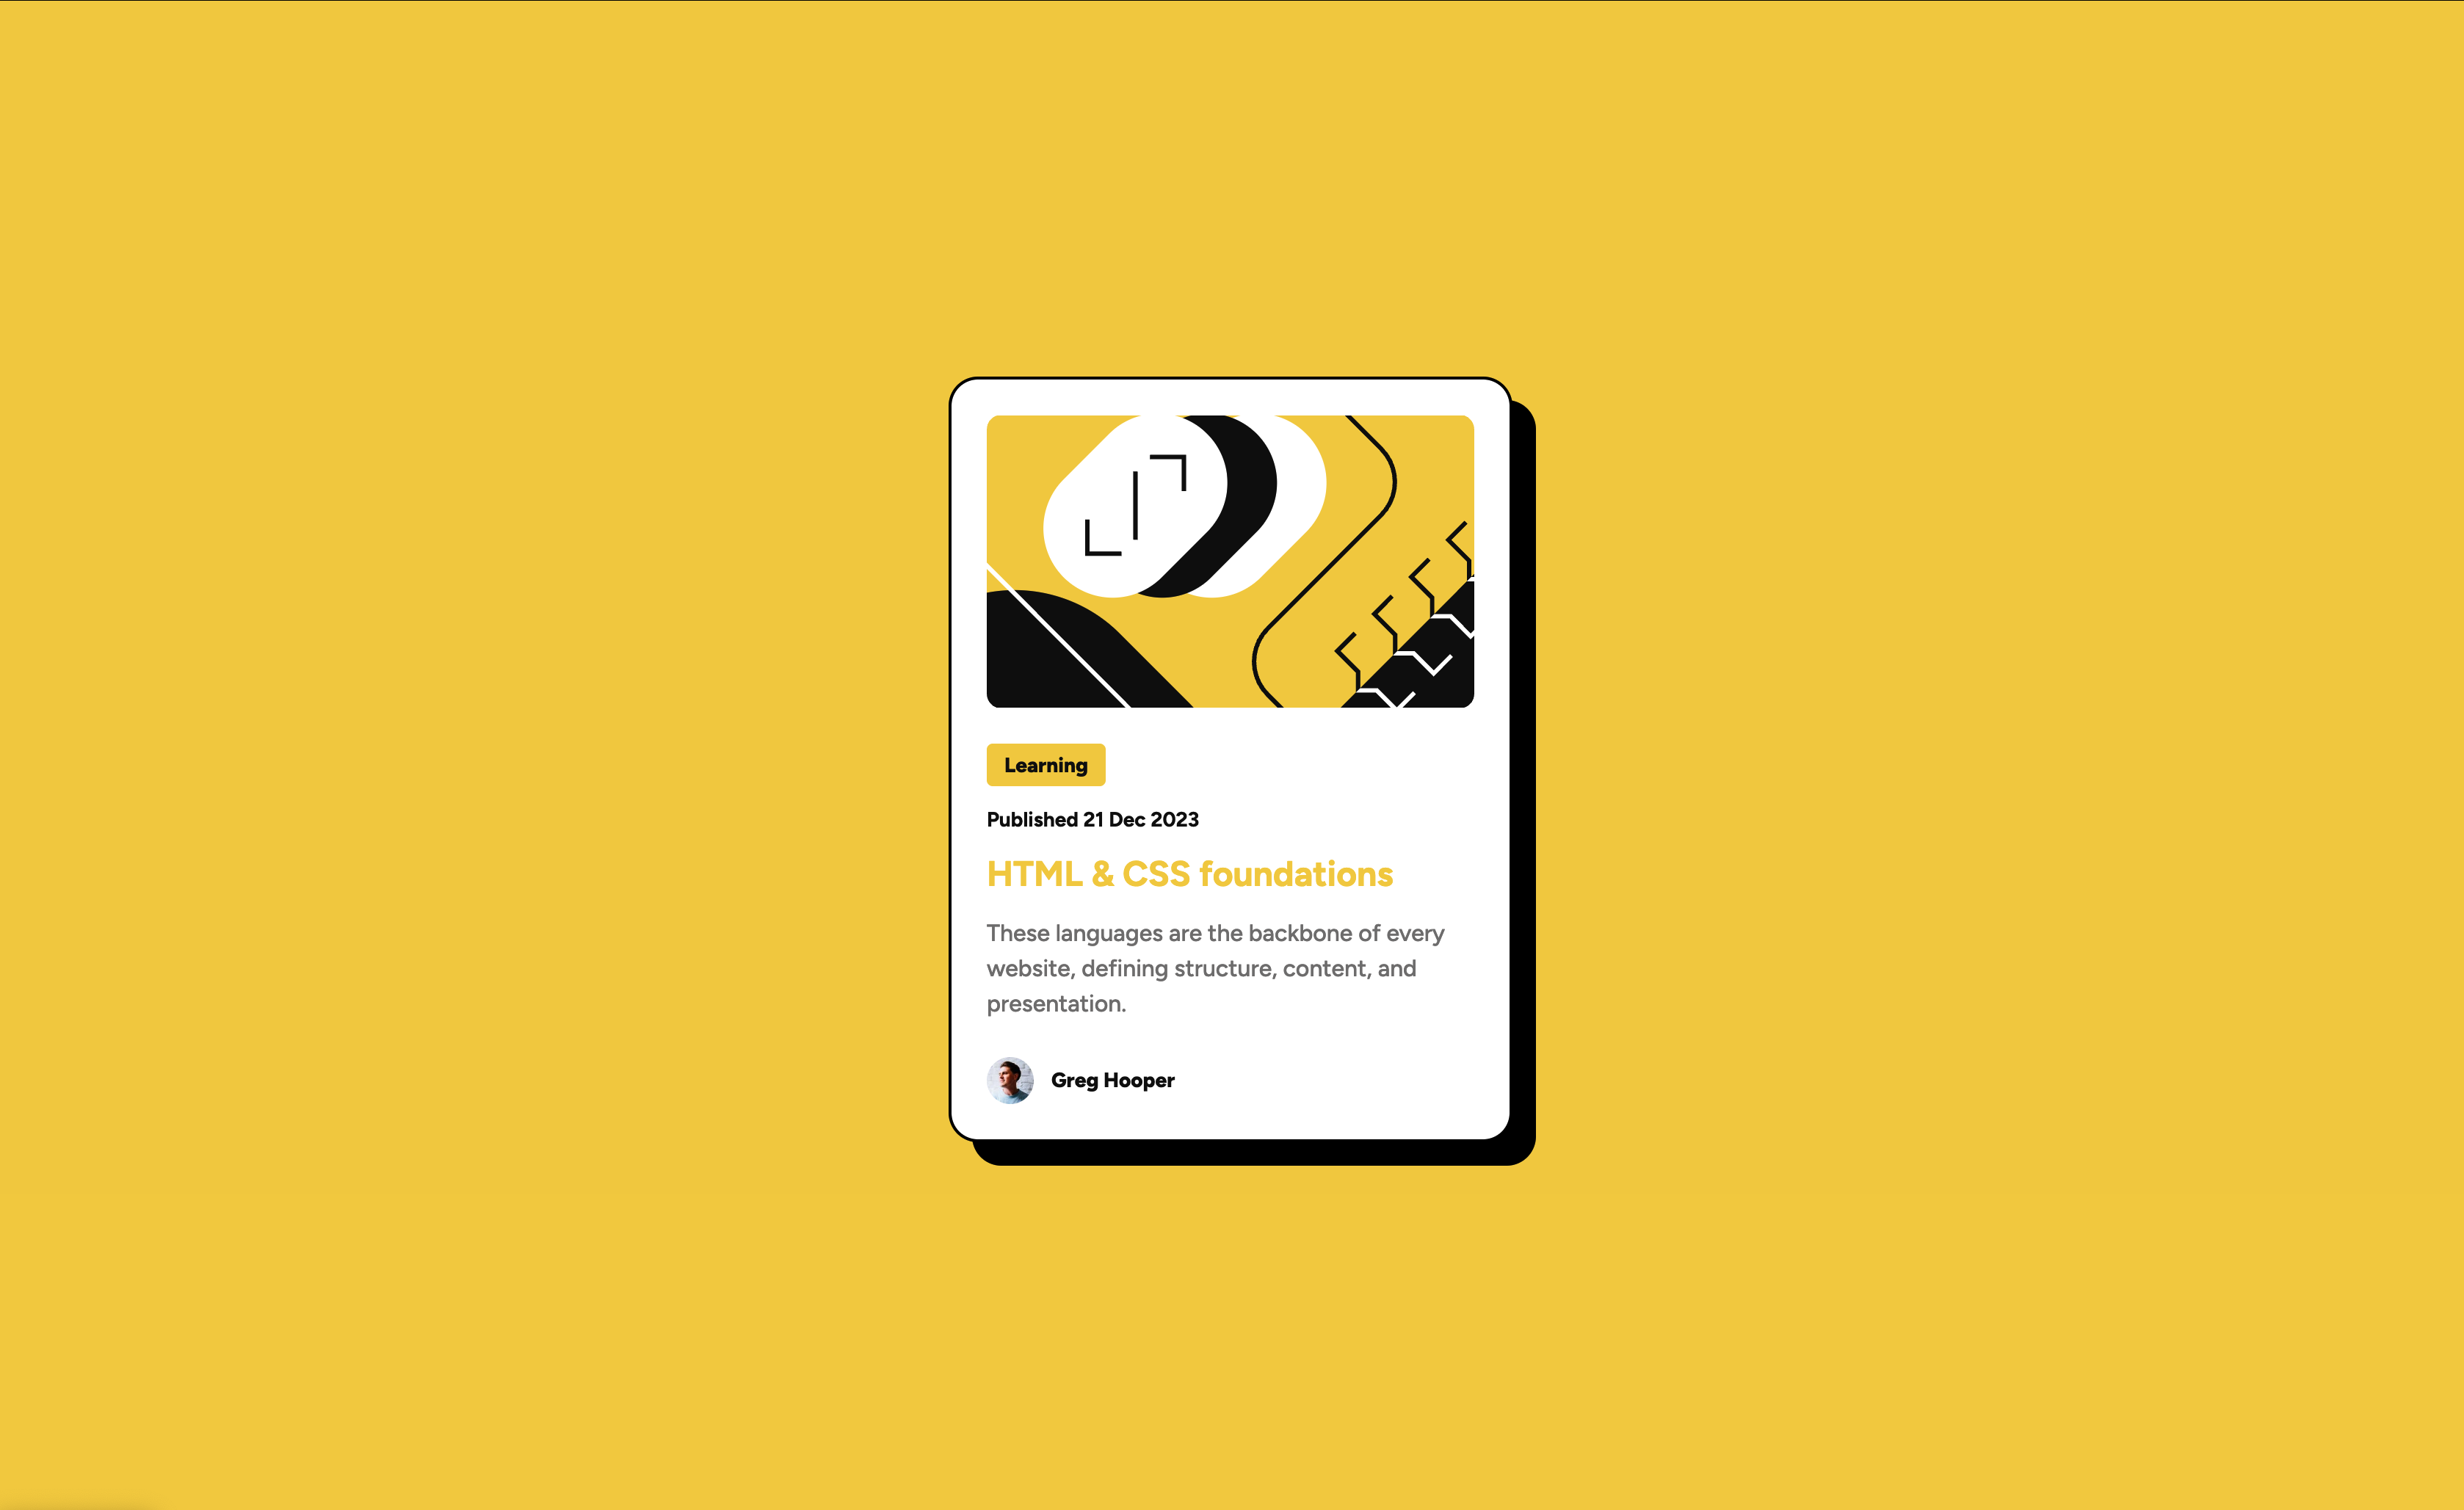 Learning
Published 21 Dec 2023
HTML & CSS foundations
These languages are the backbone of every
website, defining structure, content, and
presentation.
Greg Hooper